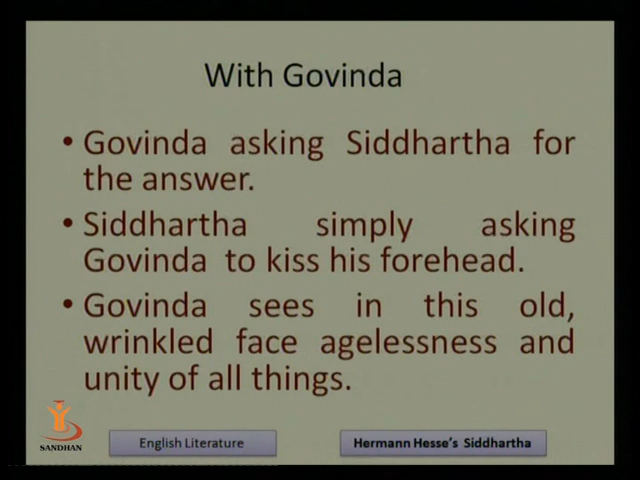 With Govinda
• Govinda asking Siddhartha for
the answer.
• Siddhartha simply asking
Govinda to kiss his forehead.
• Govinda sees in this old,
wrinkled face agelessness and
unity of all things.
SANDHAN
English Literature
Hermann Hesse's Siddhartha